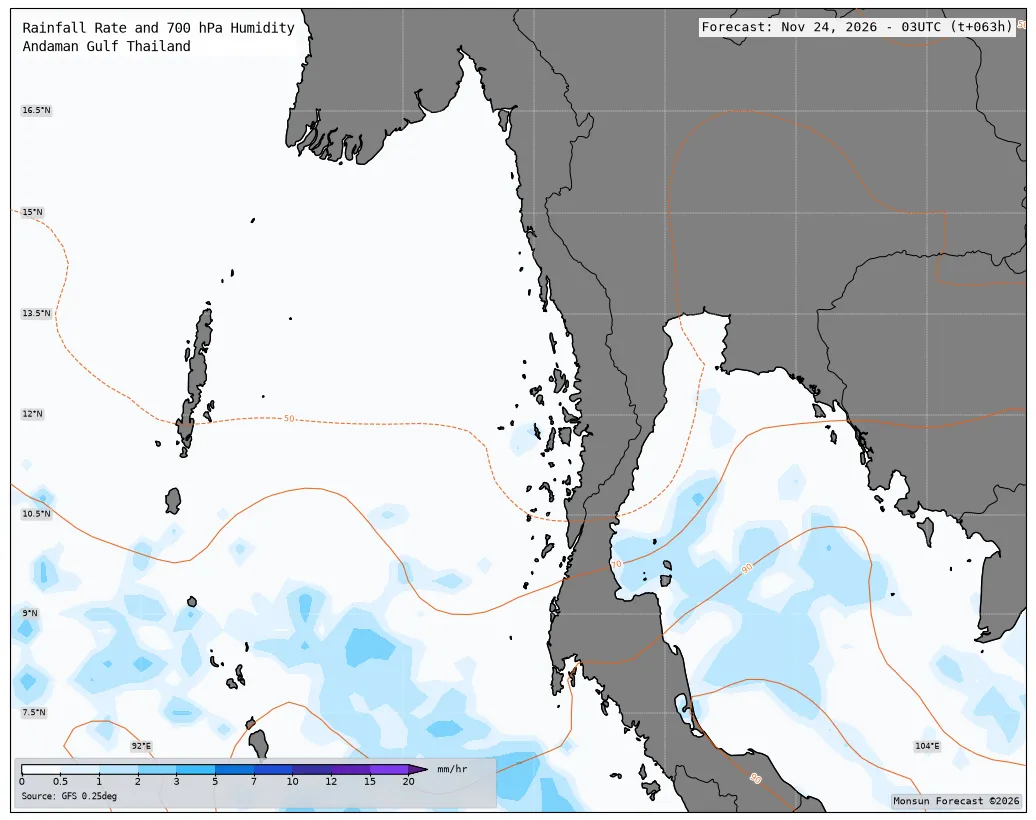 Rainfall Rate and 700 hPa Humidity
Andaman Gulf Thailand
Forecast: Nov 24, 2026 - 03UTC (t+063h)
16.5°N
15°N
13.5°N
12°N
50
10.5°N
70
90
9°N
7.5°N
92°E
104°E
90
mm/hr
0 0.5 1 2 3 5 7 10 12 15 20
Source: GFS 0.25deg
Monsun Forecast ©2026